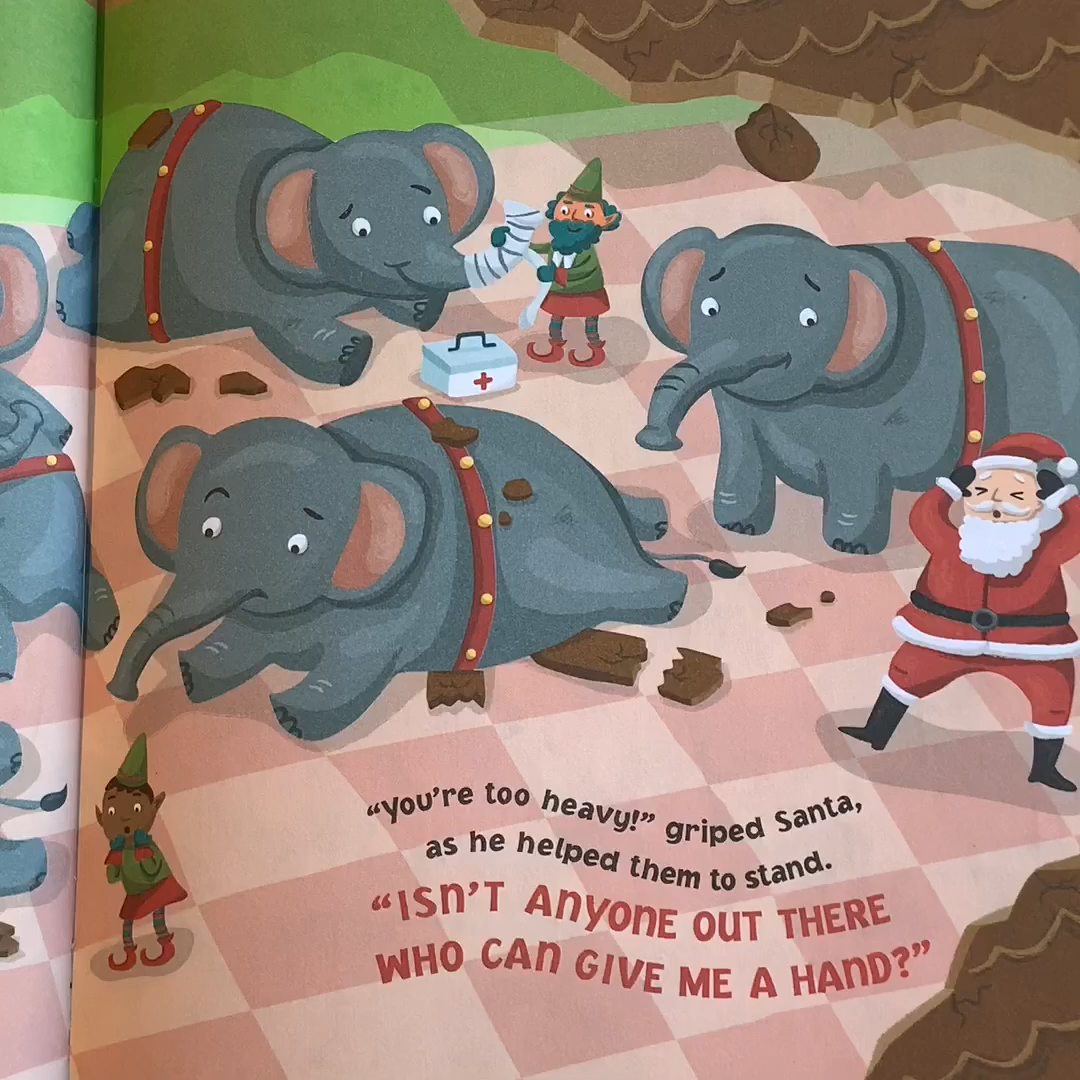 “You’re too heavy!” griped Santa,
as he helped them to stand.
“ISN’T ANYONE OUT THERE
WHO CAN GIVE ME A HAND?”